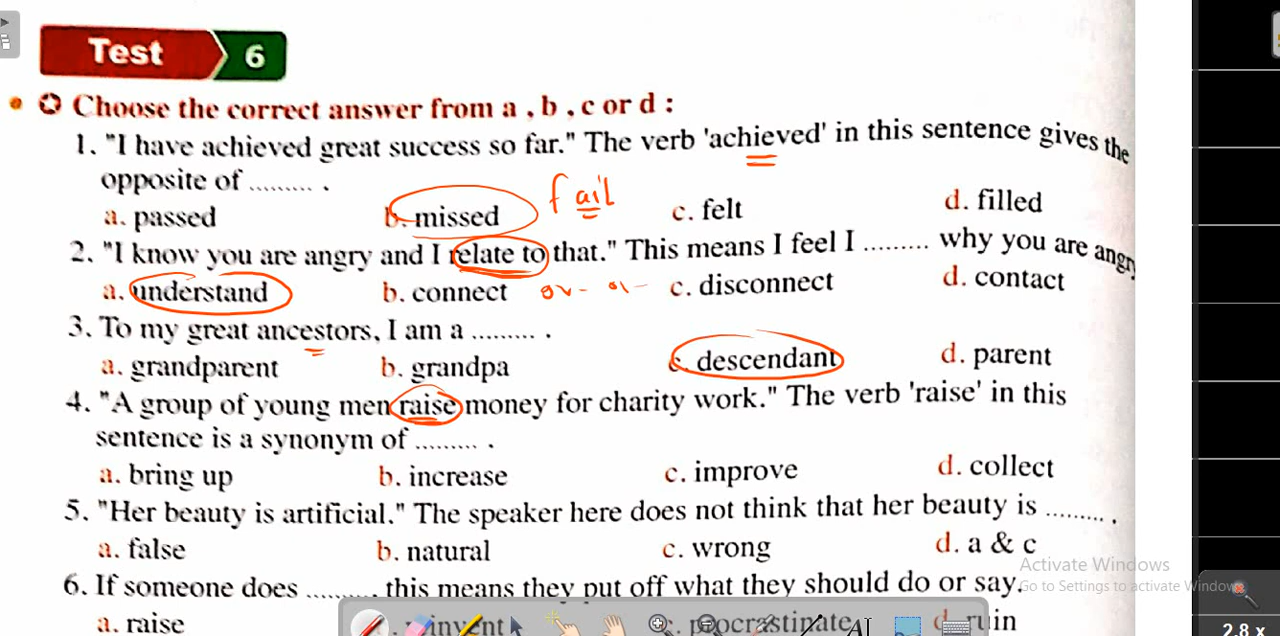 Test 6
Choose the correct answer from a , b , c or d :
1. "I have achieved great success so far." The verb 'achieved' in this sentence gives the
opposite of ......... .
fail
a. passed b. missed c. felt d. filled
2. "I know you are angry and I relate to that." This means I feel I ......... why you are angry
a. understand b. connect c. disconnect d. contact
3. To my great ancestors, I am a ......... .
a. grandparent b. grandpa c. descendant d. parent
4. "A group of young men raise money for charity work." The verb 'raise' in this
sentence is a synonym of ......... .
a. bring up b. increase c. improve d. collect
5. "Her beauty is artificial." The speaker here does not think that her beauty is ......... .
a. false b. natural c. wrong d. a & c
Activate Windows
Go to Settings to activate Windows.
6. If someone does ........., this means they put off what they should do or say.
a. raise invent c. procrastinate d. ruin
2.8 x